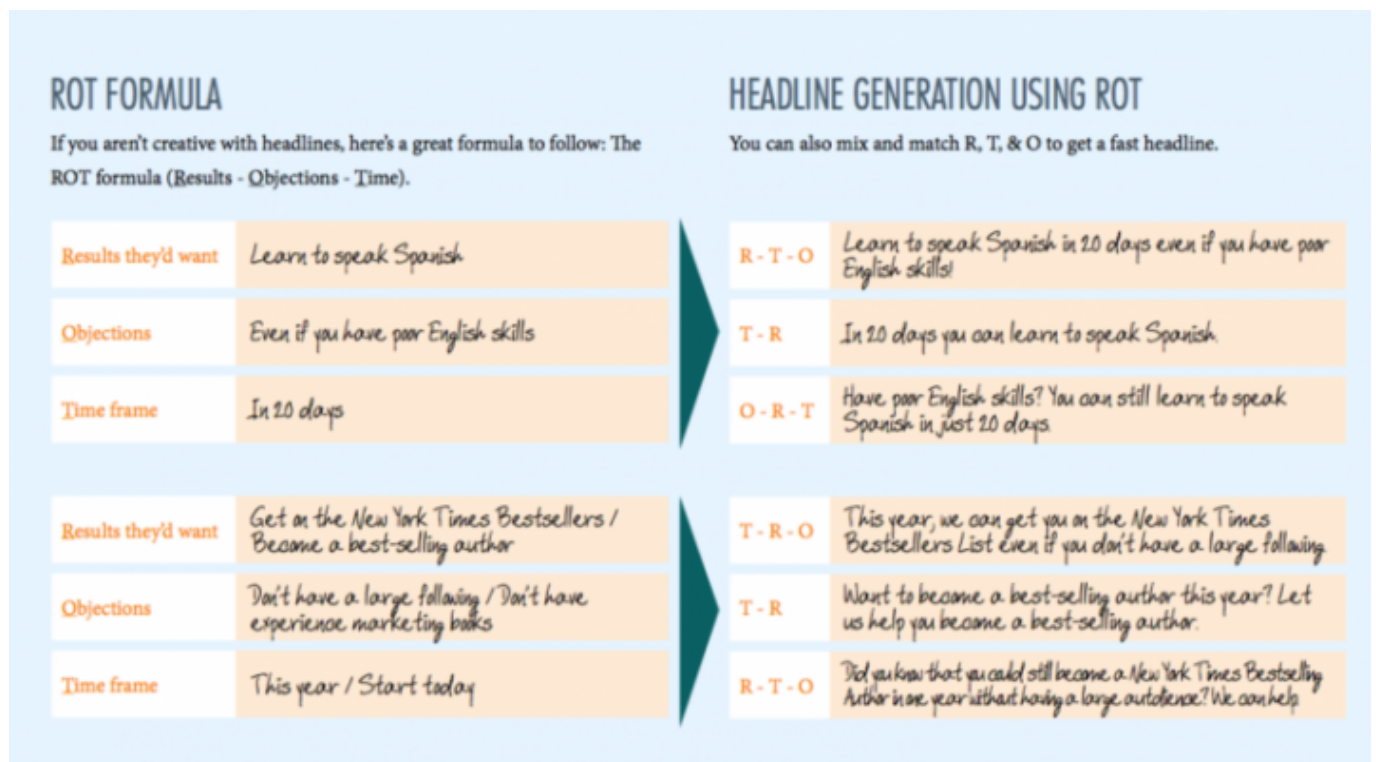 ROT FORMULA
If you aren't creative with headlines, here's a great formula to follow: The
ROT formula (Results - Objections - Time).
Results they'd want
Learn to speak Spanish
Objections
Even if you have poor English skills
Time frame
In 20 days
Results they'd want
Get on the New York Times Bestsellers /
Become a best-selling author
Objections
Don't have a large following / Don't have
experience marketing books
Time frame
This year / Start today
HEADLINE GENERATION USING ROT
You can also mix and match R, T, & O to get a fast headline.
R - T - O
Learn to speak Spanish in 20 days even if you have poor
English skills!
T - R
In 20 days you can learn to speak Spanish.
O - R - T
Have poor English skills? You can still learn to speak
Spanish in just 20 days.
T - R - O
This year, we can get you on the New York Times
Bestsellers List even if you don't have a large following.
T - R
Want to become a best-selling author this year? Let
us help you become a best-selling author.
R - T - O
Did you know that you could still become a New York Times Bestselling
Author in one year without having a large autdience? We can help.